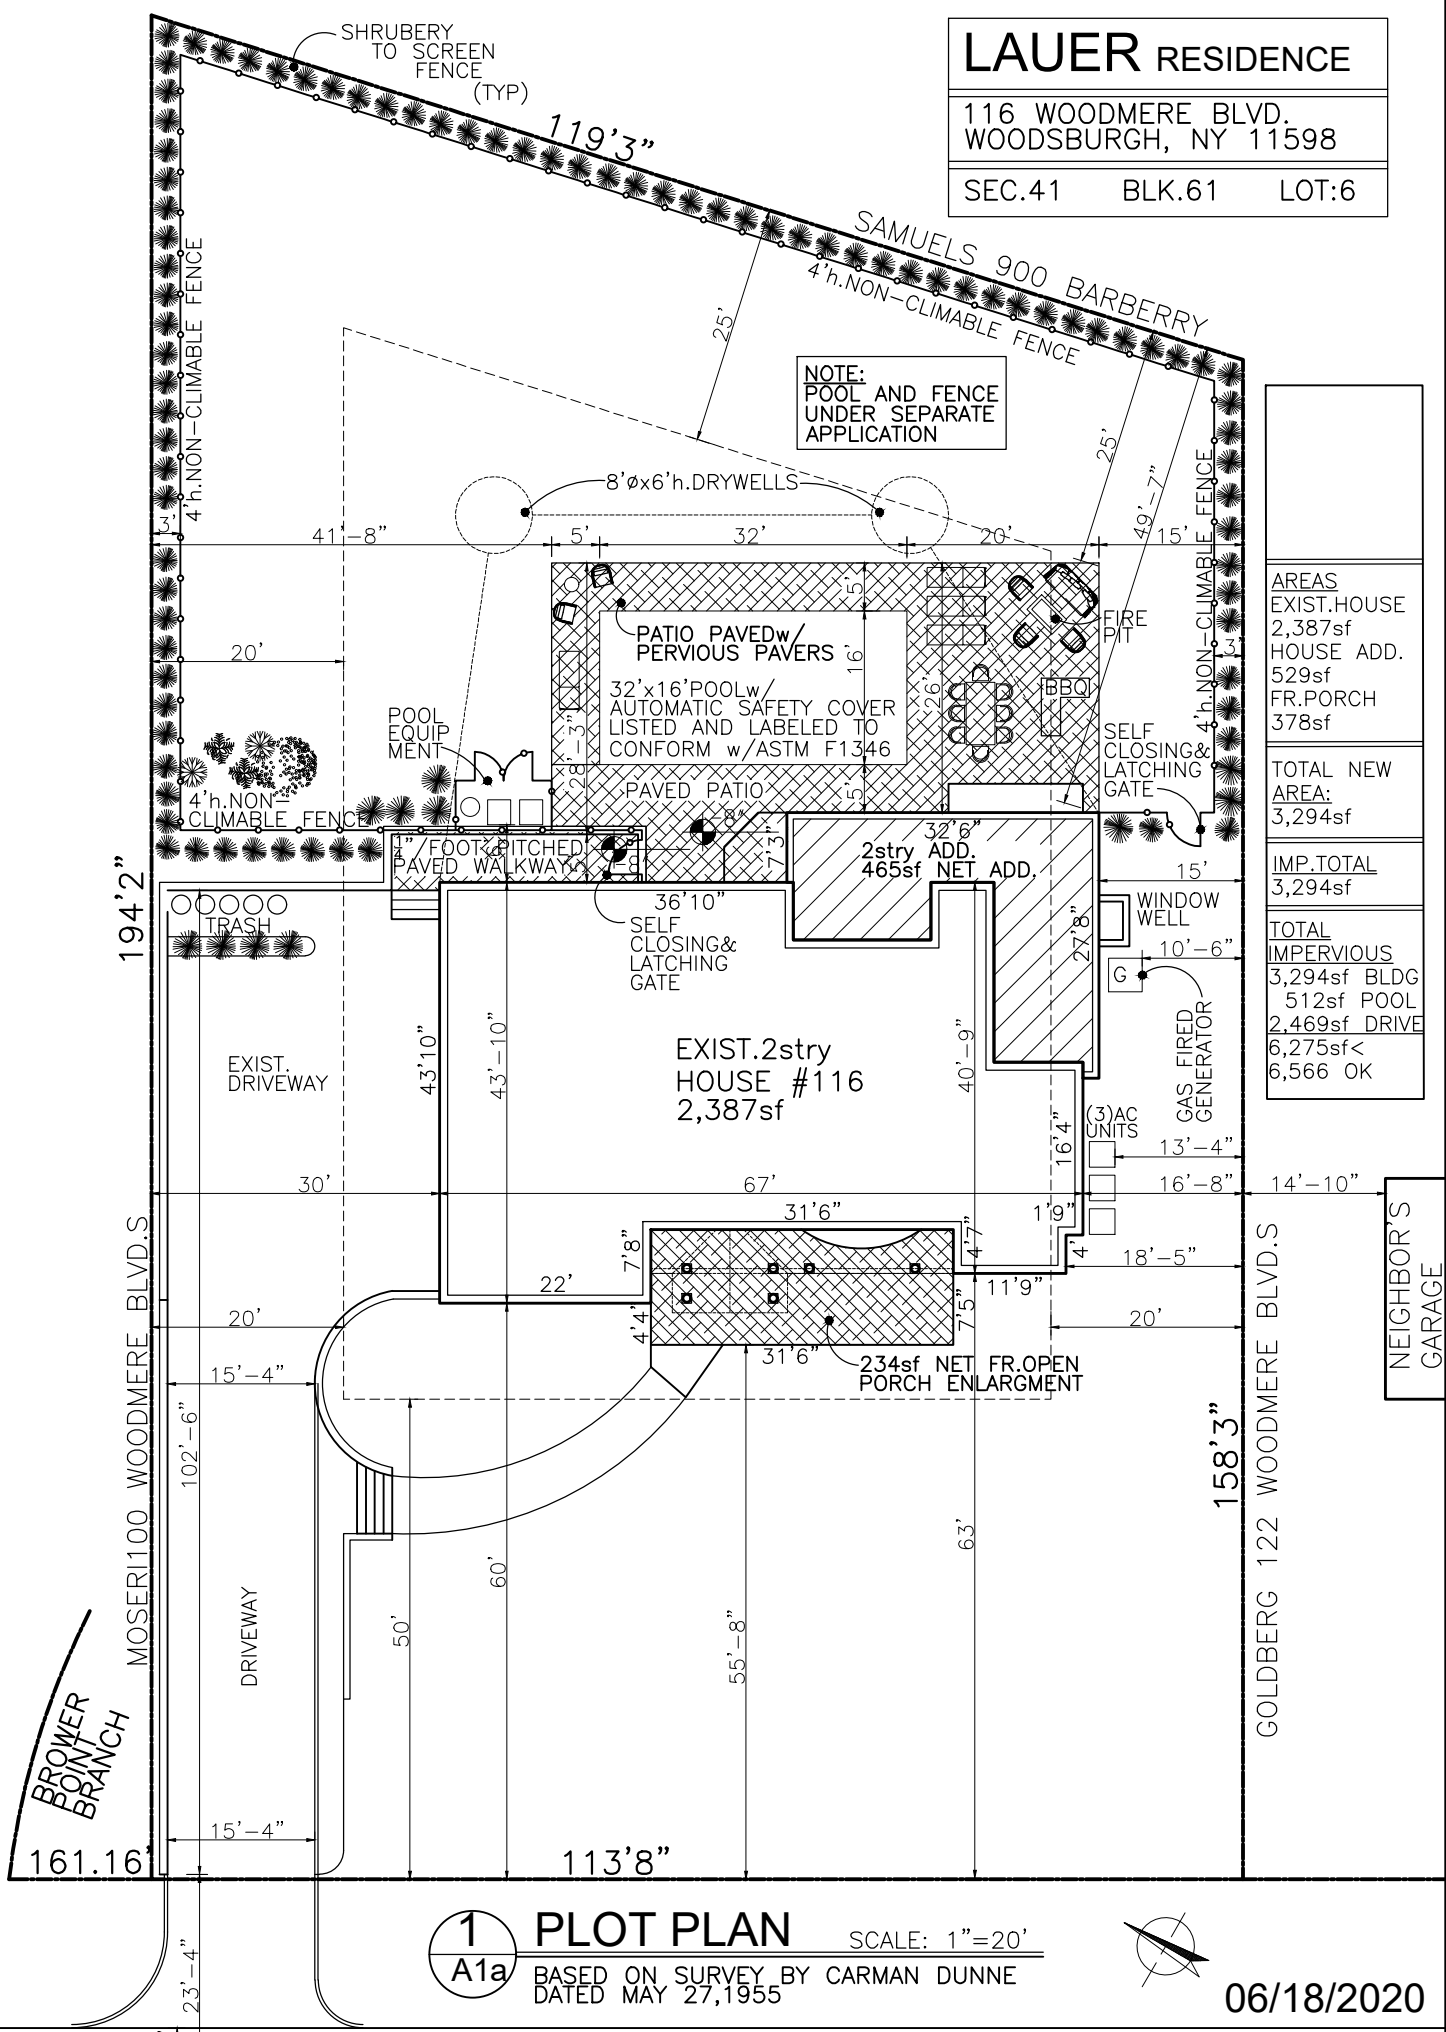 SHRUBERY
TO SCREEN
FENCE
(TYP)
119'3"
LAUER RESIDENCE
116 WOODMERE BLVD.
WOODSBURGH, NY 11598
SEC.41 BLK.61 LOT:6
SAMUELS 900 BARBERRY
4'h.NON-CLIMABLE FENCE
4'h.NON-CLIMABLE FENCE
25'
NOTE:
POOL AND FENCE
UNDER SEPARATE
APPLICATION
25'
49'-7"
4'h.NON-CLIMABLE FENCE
8'øx6'h.DRYWELLS
3'
41'-8"
5'
32'
20'
15'
5'
FIRE
PIT
PATIO PAVEDw/
PERVIOUS PAVERS
16'
26'
20'
3'
32'x16'POOLw/
AUTOMATIC SAFETY COVER
LISTED AND LABELED TO
CONFORM w/ASTM F1346
BBQ
POOL
EQUIP
MENT
28'-3"
SELF
CLOSING&
LATCHING
GATE
4'h.NON-
CLIMABLE FENCE
PAVED PATIO
5'
-8"
4'h.NON-
7'3"
32'6"
2stry ADD.
465sf NET ADD.
1/4"/FOOT PITCHED
PAVED WALKWAY
-8"
36'10"
SELF
CLOSING&
LATCHING
GATE
15'
WINDOW
WELL
27'8"
10'-6"
G
GAS FIRED
GENERATOR
194'2"
TRASH
EXIST.
DRIVEWAY
43'10"
43'-10"
EXIST.2stry
HOUSE #116
2,387sf
40'-9"
16'4"
(3)AC
UNITS
13'-4"
30'
67'
16'-8"
14'-10"
31'6"
1'9"
7'8"
4'-7"
4'
18'-5"
22'
11'9"
4'4"
7'5"
20'
20'
31'6"
234sf NET FR.OPEN
PORCH ENLARGMENT
15'-4"
102'-6"
MOSERI100 WOODMERE BLVD.S
GOLDBERG 122 WOODMERE BLVD.S
NEIGHBOR'S
GARAGE
158'3"
60'
50'
55'-8"
63'
DRIVEWAY
BROWER
POINT
BRANCH
15'-4"
161.16'
113'8"
23'-4"
AREAS
EXIST.HOUSE
2,387sf
HOUSE ADD.
529sf
FR.PORCH
378sf
TOTAL NEW
AREA:
3,294sf
IMP.TOTAL
3,294sf
TOTAL
IMPERVIOUS
3,294sf BLDG
512sf POOL
2,469sf DRIVE
6,275sf<
6,566 OK
1
A1a
PLOT PLAN SCALE: 1"=20'
BASED ON SURVEY BY CARMAN DUNNE
DATED MAY 27,1955
06/18/2020